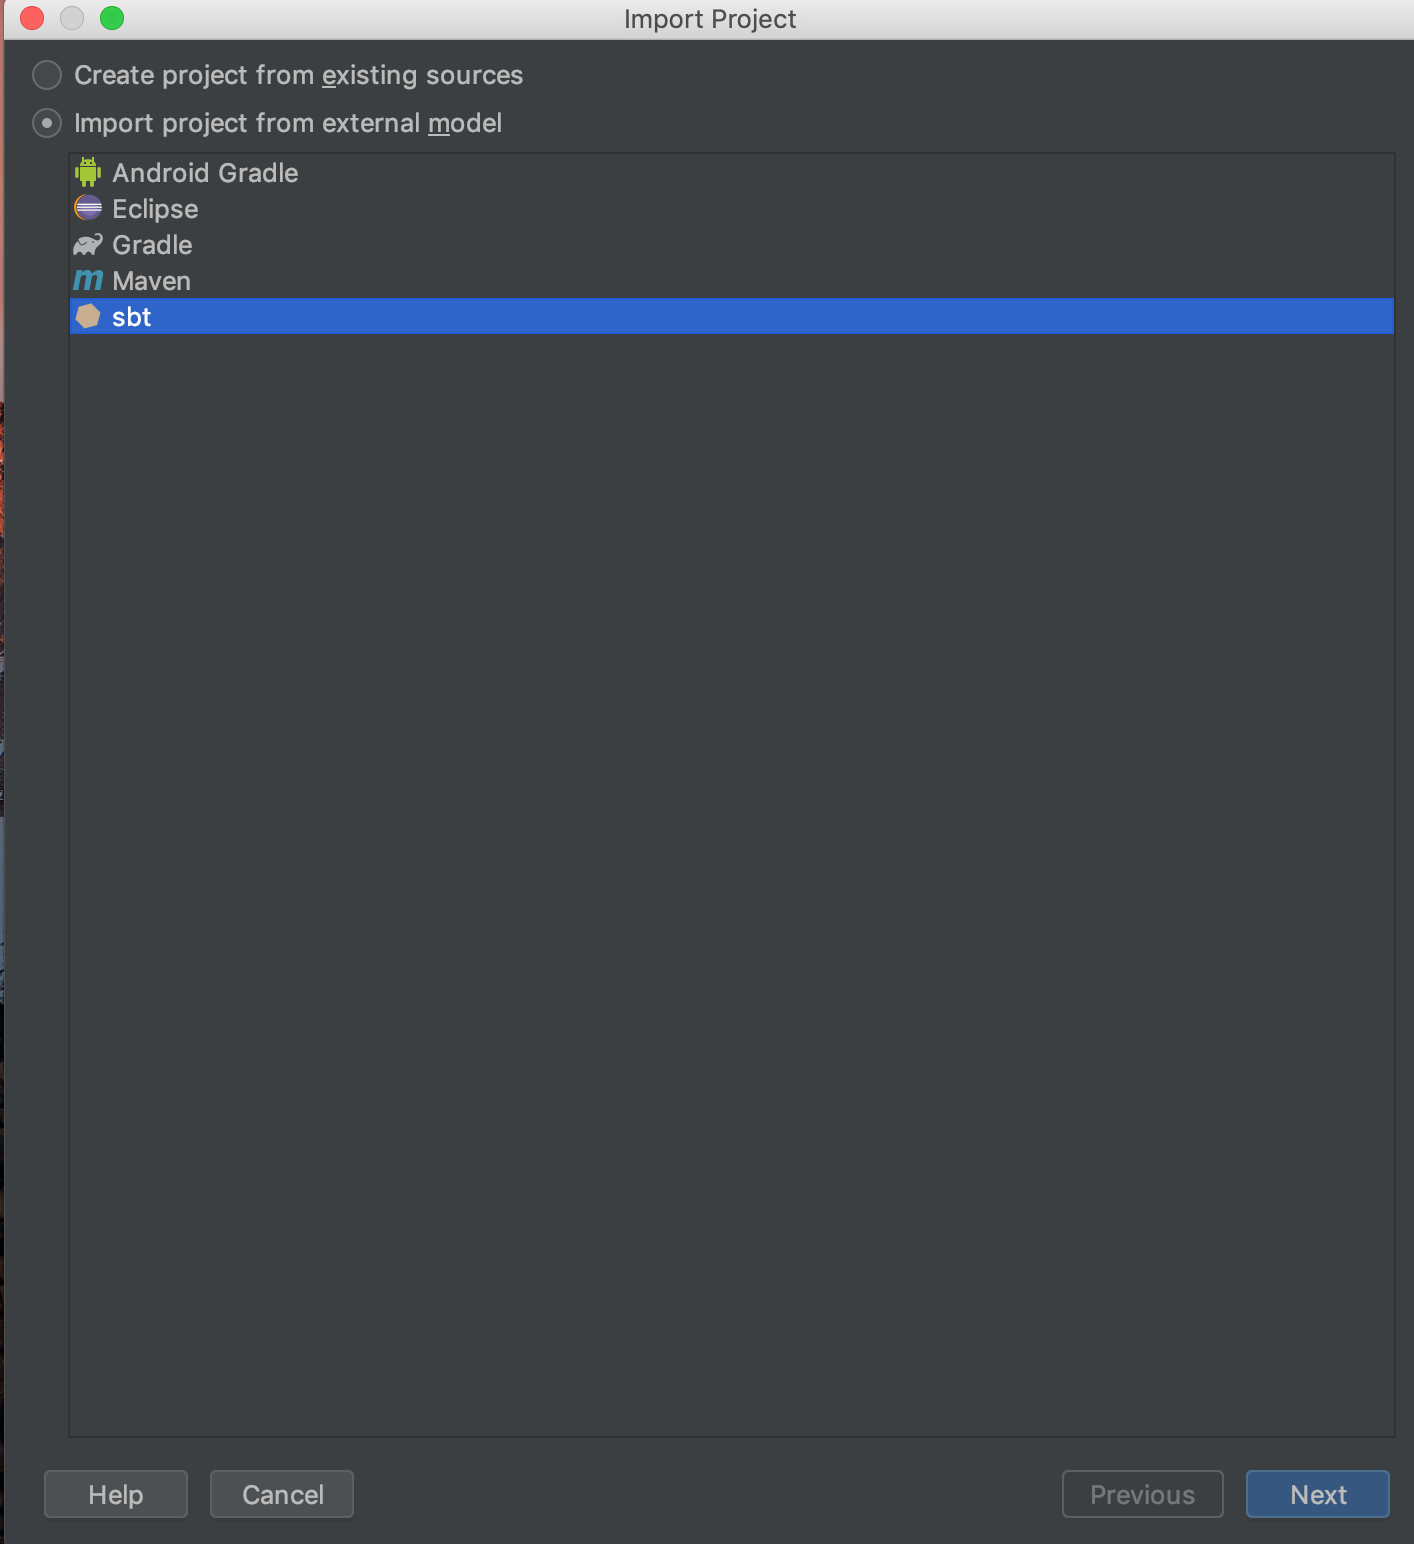 Import Project
Create project from existing sources
Import project from external model
Android Gradle
Eclipse
Gradle
m Maven
sbt
Help Cancel Previous Next